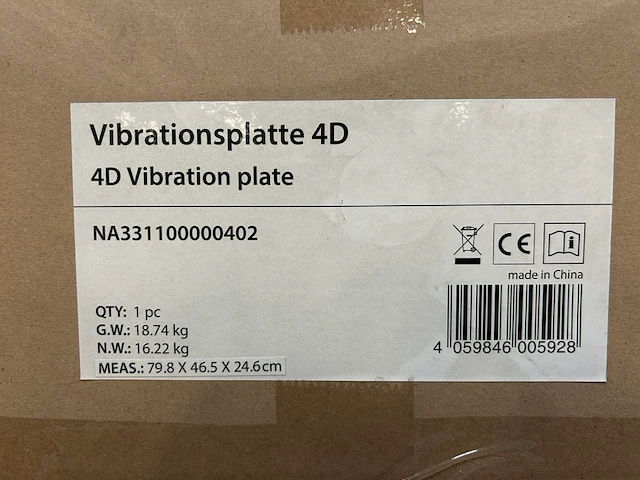 Vibrationsplatte 4D
4D Vibration plate
NA331100000402
CE
made in China
QTY: 1 pc
G.W.: 18.74 kg
N.W.: 16.22 kg
MEAS.: 79.8 X 46.5 X 24.6cm
4 059846 005928